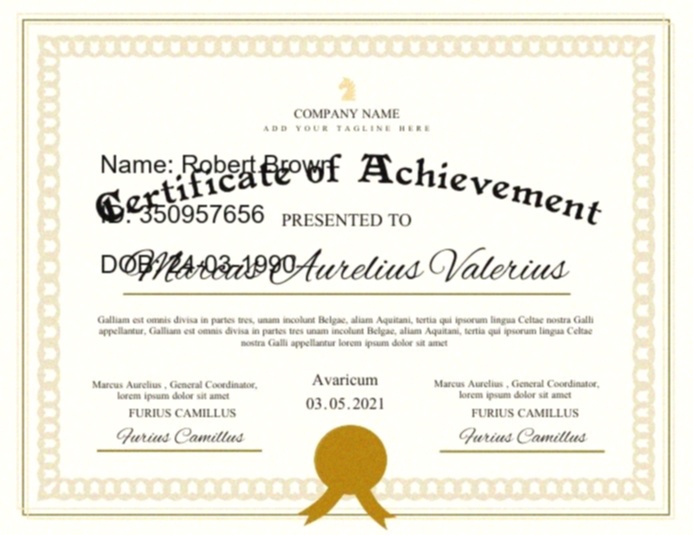 COMPANY NAME
ADD YOUR TAGLINE HERE
Name: Robert Brown
Certificate of Achievement
ID: 350957656
PRESENTED TO
DOB: 24-03-1990
Marcus Aurelius Valerius
Galliam est omnis divisa in partes tres, unam incolunt Belgae, aliam Aquitani, tertia qui ipsorum lingua Celtae nostra Galli
appellantur, Galliam est omnis divisa in partes tres unam incolunt Belgae, aliam Aquitani, tertia qui ipsorum lingua Celtae
nostra Galli appellantur lorem ipsum dolor sit amet
Marcus Aurelius , General Coordinator,
lorem ipsum dolor sit amet
FURIUS CAMILLUS
Furius Camillus
Avaricum
03.05.2021
Marcus Aurelius , General Coordinator,
lorem ipsum dolor sit amet
FURIUS CAMILLUS
Furius Camillus